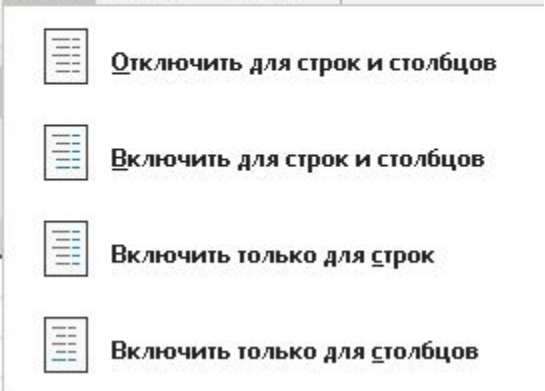 Отключить для строк и столбцов
Включить для строк и столбцов
Включить только для строк
Включить только для столбцов